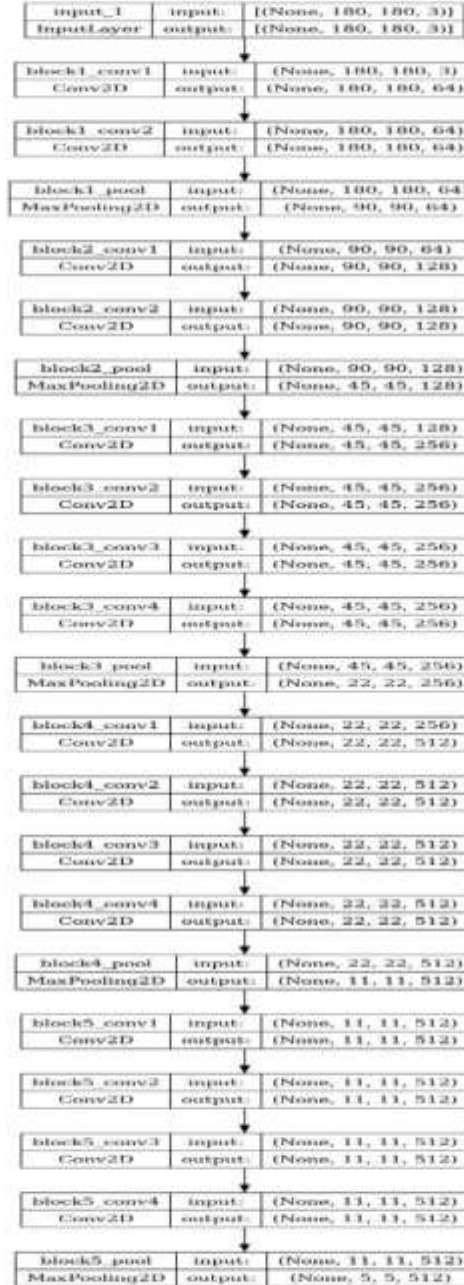 input_1 input: [(None, 180, 180, 3)]
InputLayer output: [(None, 180, 180, 3)]
block1_conv1 input: (None, 180, 180, 3)
Conv2D output: (None, 180, 180, 64)
block1_conv2 input: (None, 180, 180, 64)
Conv2D output: (None, 180, 180, 64)
block1_pool input: (None, 180, 180, 64
MaxPooling2D output: (None, 90, 90, 64)
block2_conv1 input: (None, 90, 90, 64)
Conv2D output: (None, 90, 90, 128)
block2_conv2 input: (None, 90, 90, 128)
Conv2D output: (None, 90, 90, 128)
block2_pool input: (None, 90, 90, 128)
MaxPooling2D output: (None, 45, 45, 128)
block3_conv1 input: (None, 45, 45, 128)
Conv2D output: (None, 45, 45, 256)
block3_conv2 input: (None, 45, 45, 256)
Conv2D output: (None, 45, 45, 256)
block3_conv3 input: (None, 45, 45, 256)
Conv2D output: (None, 45, 45, 256)
block3_conv4 input: (None, 45, 45, 256)
Conv2D output: (None, 45, 45, 256)
block3_pool input: (None, 45, 45, 256)
MaxPooling2D output: (None, 22, 22, 256)
block4_conv1 input: (None, 22, 22, 256)
Conv2D output: (None, 22, 22, 512)
block4_conv2 input: (None, 22, 22, 512)
Conv2D output: (None, 22, 22, 512)
block4_conv3 input: (None, 22, 22, 512)
Conv2D output: (None, 22, 22, 512)
block4_conv4 input: (None, 22, 22, 512)
Conv2D output: (None, 22, 22, 512)
block4_pool input: (None, 22, 22, 512)
MaxPooling2D output: (None, 11, 11, 512)
block5_conv1 input: (None, 11, 11, 512)
Conv2D output: (None, 11, 11, 512)
block5_conv2 input: (None, 11, 11, 512)
Conv2D output: (None, 11, 11, 512)
block5_conv3 input: (None, 11, 11, 512)
Conv2D output: (None, 11, 11, 512)
block5_conv4 input: (None, 11, 11, 512)
Conv2D output: (None, 11, 11, 512)
block5_pool input: (None, 11, 11, 512)
MaxPooling2D output: (None, 5, 5, 512)